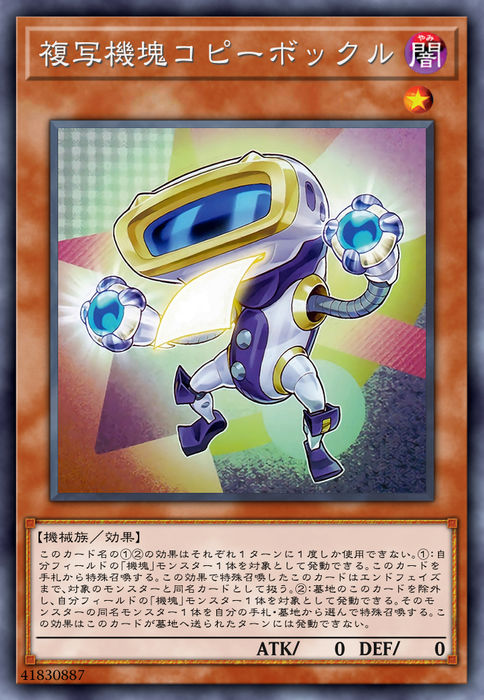 複写機塊コピーボックル
やみ
闇
【機械族／効果】
このカード名の①②の効果はそれぞれ１ターンに１度しか使用できない。①：自
分フィールドの「機塊」モンスター１体を対象として発動できる。このカードを
手札から特殊召喚する。この効果で特殊召喚したこのカードはエンドフェイズ
まで、対象のモンスターと同名カードとして扱う。②：墓地のこのカードを除外
し、自分フィールドの「機塊」モンスター１体を対象として発動できる。そのモ
ンスターの同名モンスター１体を自分の手札・墓地から選んで特殊召喚する。こ
の効果はこのカードが墓地へ送られたターンには発動できない。
ATK/ 0 DEF/ 0
41830887